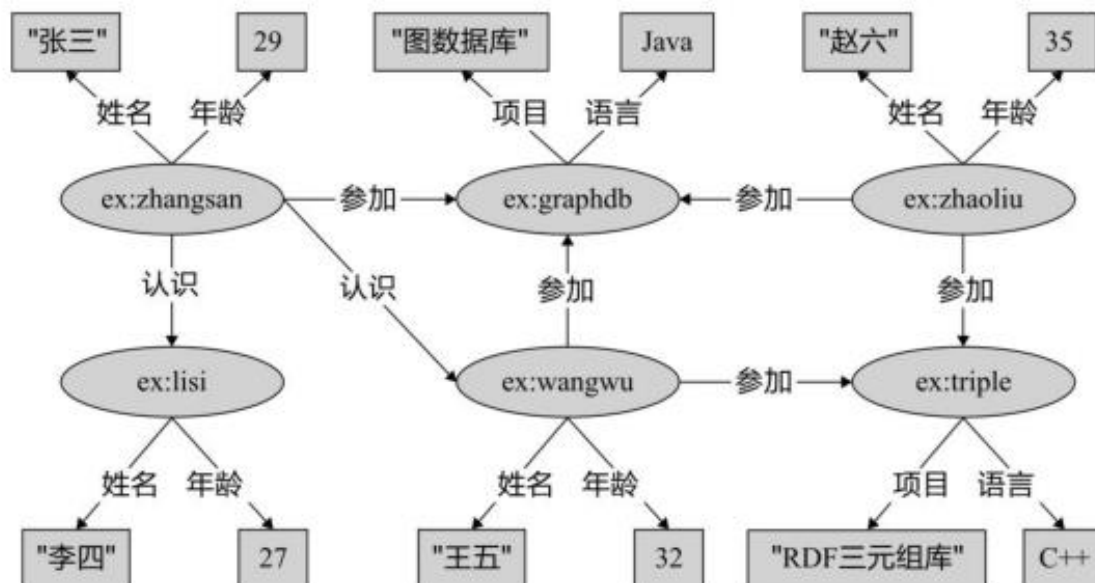 "张三" 29 "图数据库" Java "赵六" 35
姓名 年龄 项目 语言 姓名 年龄
ex:zhangsan 参加 ex:graphdb 参加 ex:zhaoliu
认识 认识 参加 参加
ex:lisi ex:wangwu 参加 ex:triple
姓名 年龄 姓名 年龄 项目 语言
"李四" 27 "王五" 32 "RDF三元组库" C++